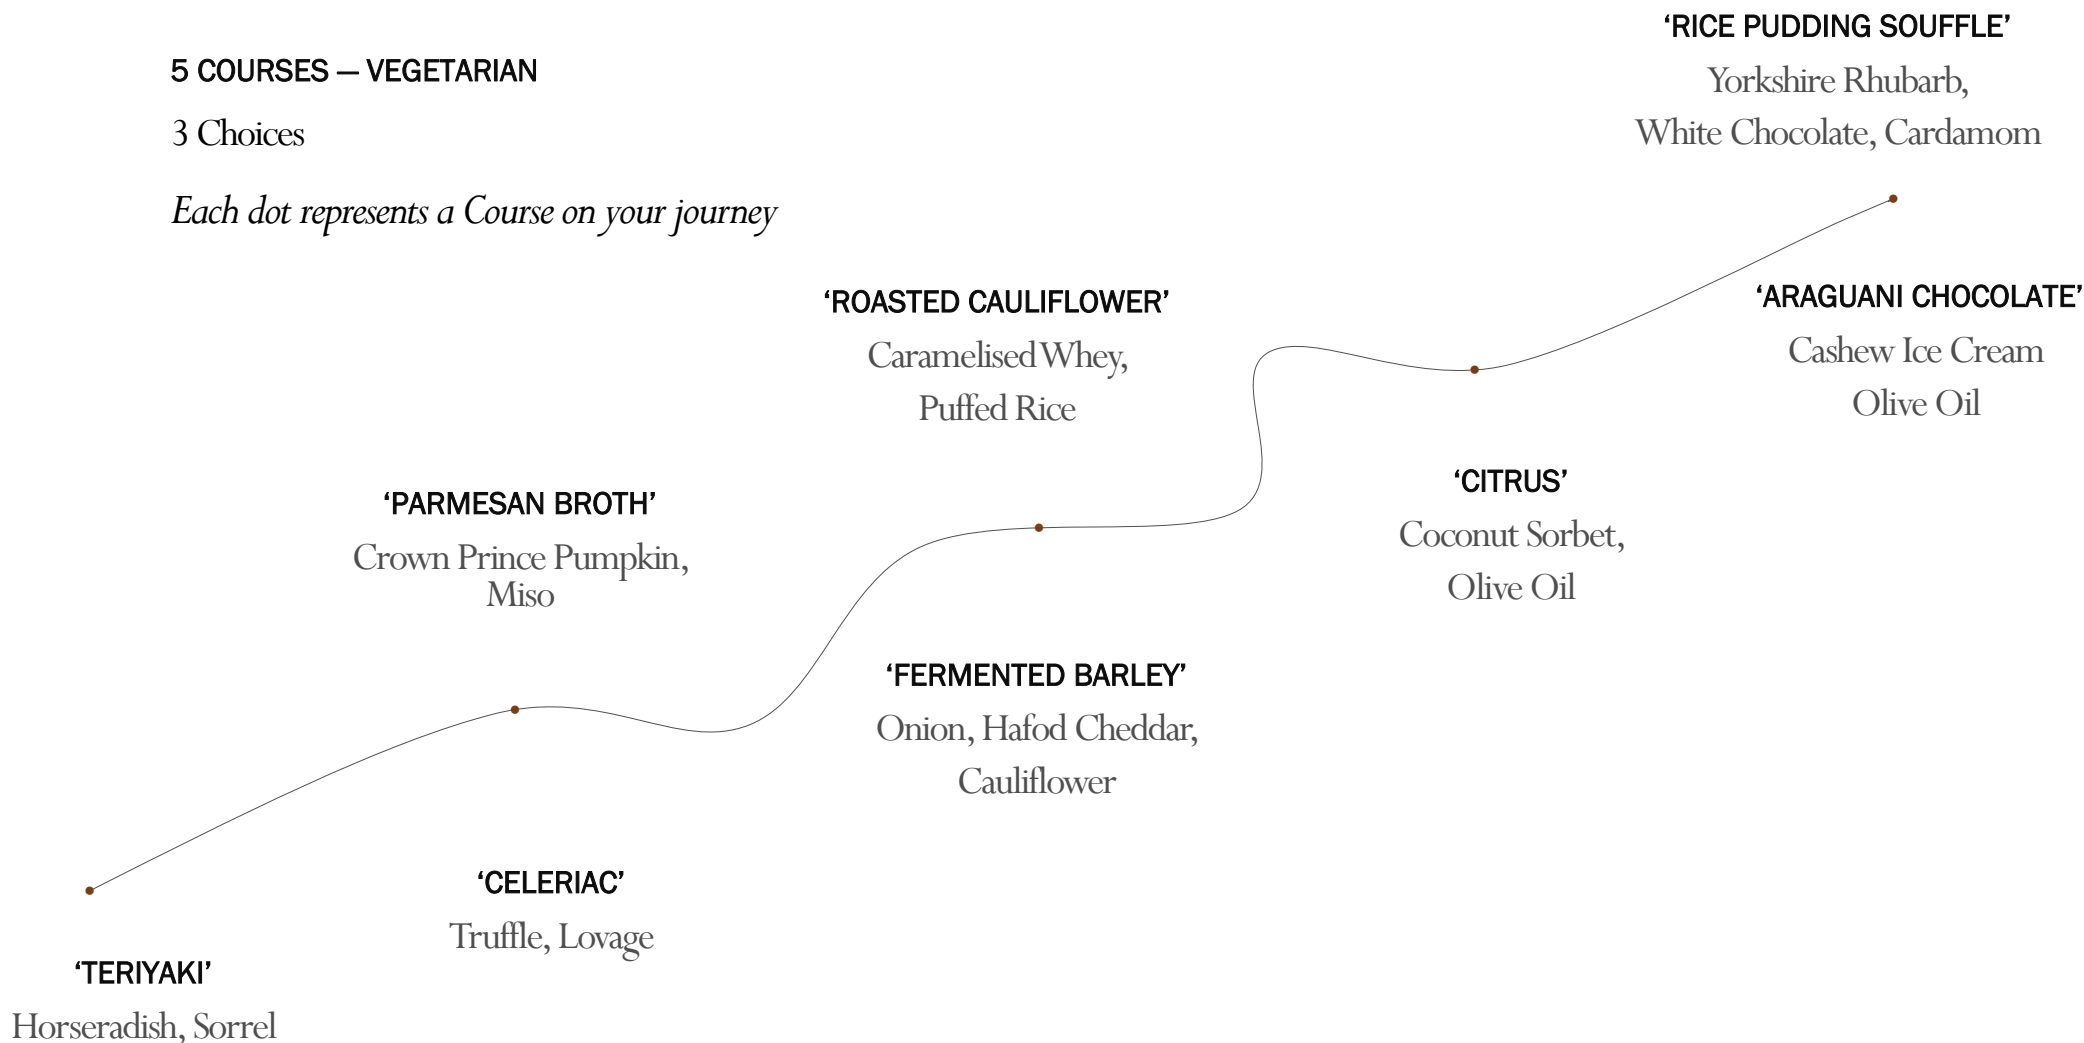 5 COURSES — VEGETARIAN
3 Choices
Each dot represents a Course on your journey
‘RICE PUDDING SOUFFLE’
Yorkshire Rhubarb,
White Chocolate, Cardamom
‘ARAGUANI CHOCOLATE’
Cashew Ice Cream
Olive Oil
‘ROASTED CAULIFLOWER’
Caramelised Whey,
Puffed Rice
‘CITRUS’
Coconut Sorbet,
Olive Oil
‘PARMESAN BROTH’
Crown Prince Pumpkin,
Miso
‘FERMENTED BARLEY’
Onion, Hafod Cheddar,
Cauliflower
‘CELERIAC’
Truffle, Lovage
‘TERIYAKI’
Horseradish, Sorrel